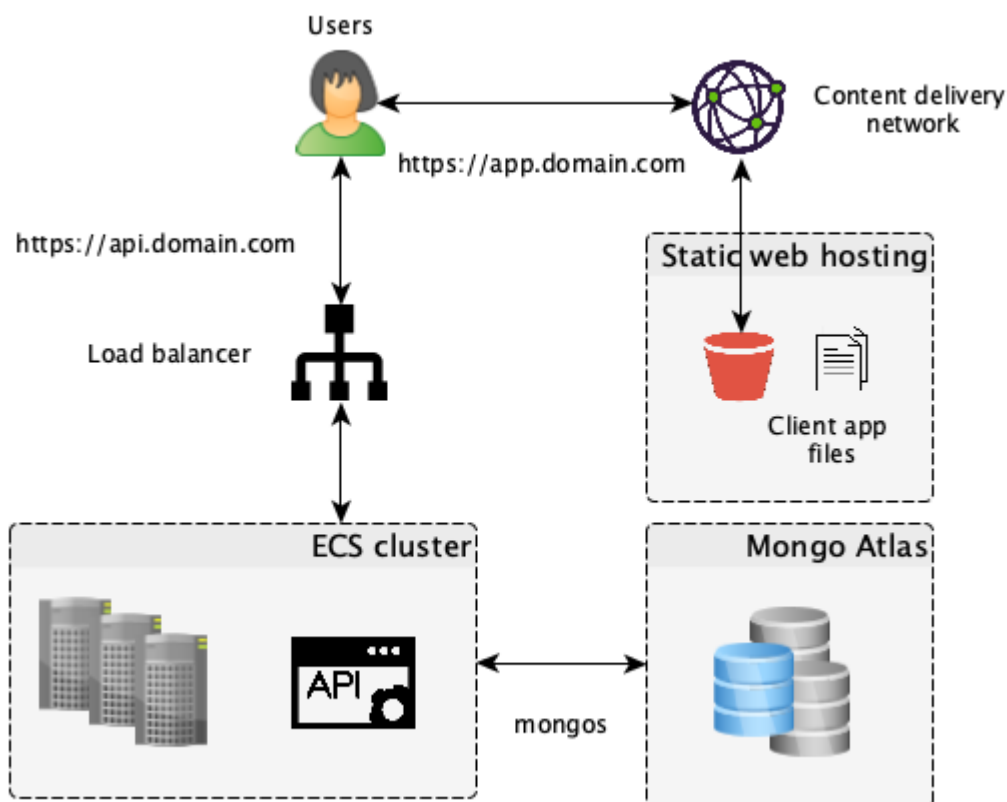 Users
Content delivery
network
https://app.domain.com
https://api.domain.com
Static web hosting
Load balancer
Client app
files
ECS cluster
Mongo Atlas
API
mongos